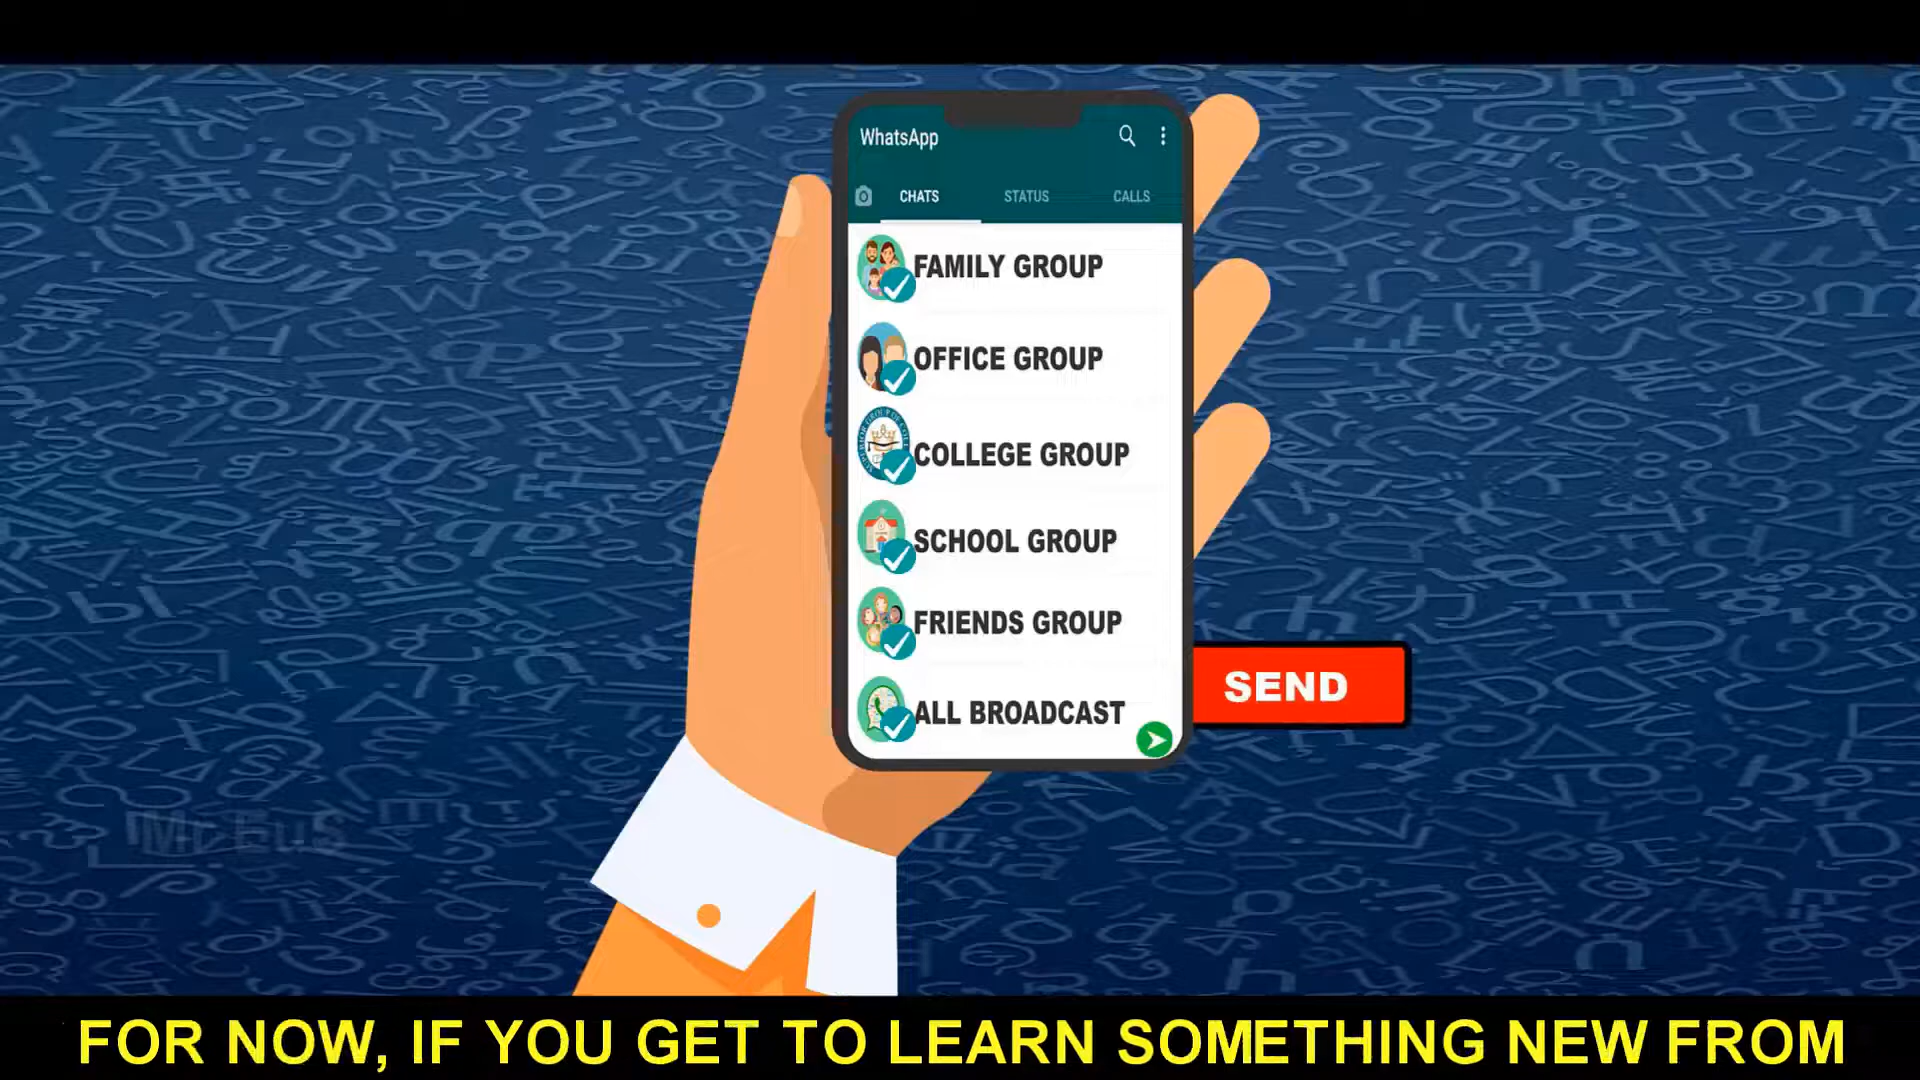 WhatsApp
CHATS STATUS CALLS
FAMILY GROUP
OFFICE GROUP
COLLEGE GROUP
SCHOOL GROUP
FRIENDS GROUP
ALL BROADCAST
SEND
FOR NOW, IF YOU GET TO LEARN SOMETHING NEW FROM